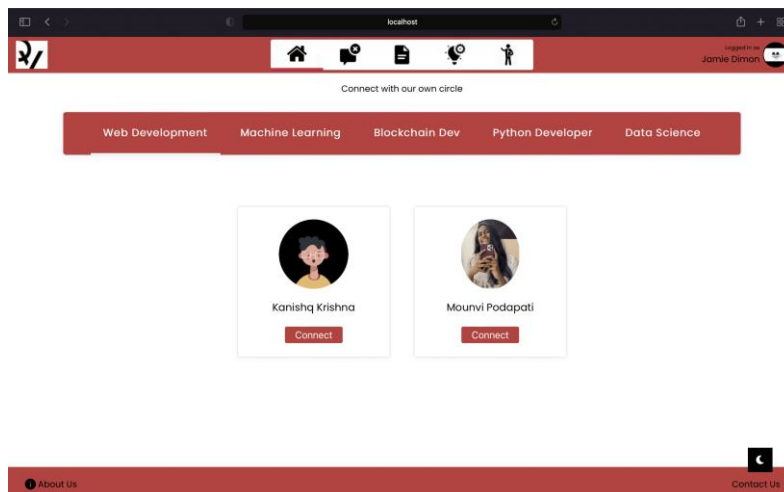 localhost
Logged in as
Jamie Dimon
Connect with our own circle
Web Development Machine Learning Blockchain Dev Python Developer Data Science
Kanishq Krishna Mounvi Podapati
Connect Connect
About Us Contact Us